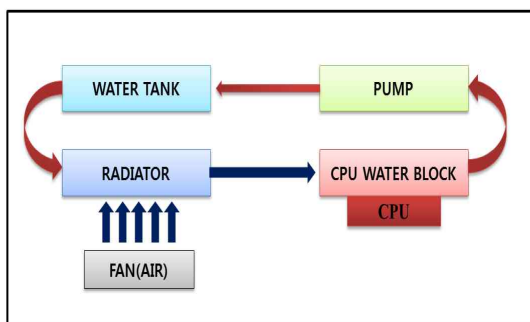 WATER TANK
PUMP
RADIATOR
CPU WATER BLOCK
CPU
FAN(AIR)